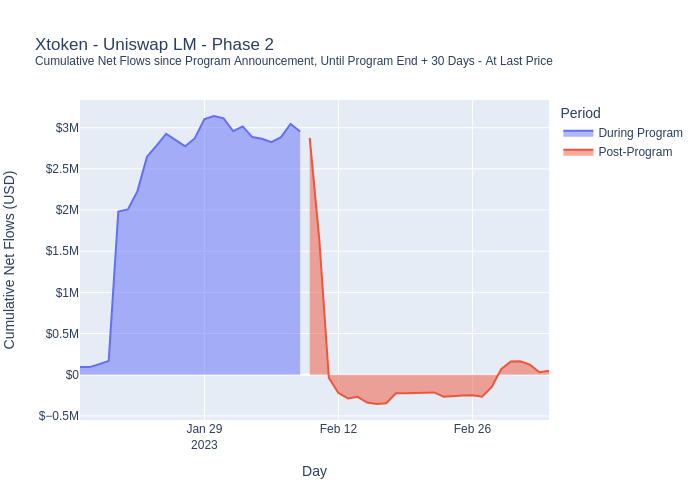 Xtoken - Uniswap LM - Phase 2
Cumulative Net Flows since Program Announcement, Until Program End + 30 Days - At Last Price
Period
During Program
Post-Program
Cumulative Net Flows (USD)
$3M
$2.5M
$2M
$1.5M
$1M
$0.5M
$0
$−0.5M
Jan 29
2023
Feb 12
Feb 26
Day